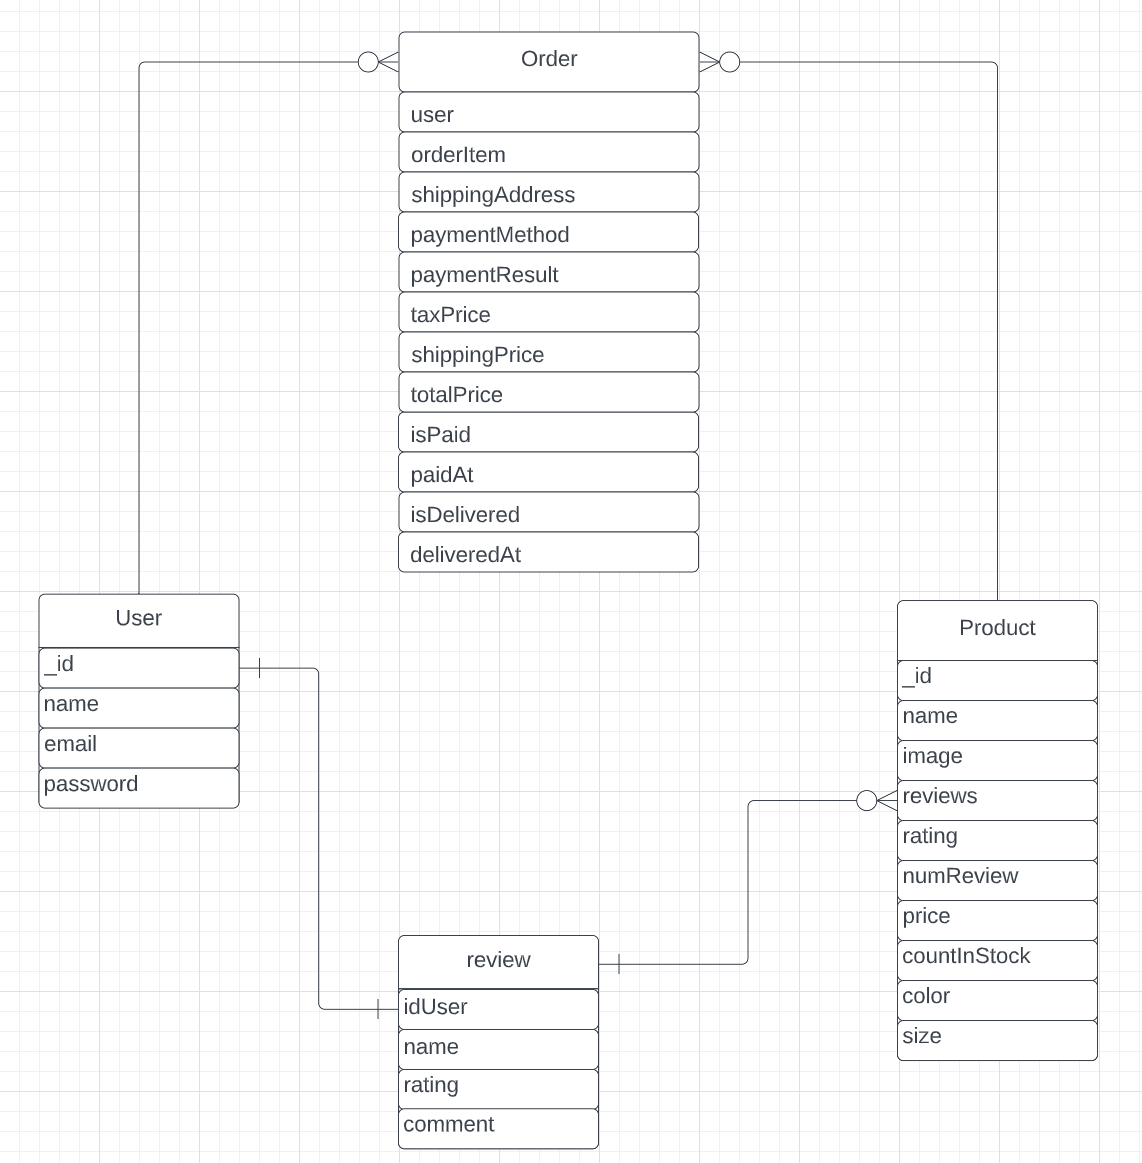 Order
user
orderItem
shippingAddress
paymentMethod
paymentResult
taxPrice
shippingPrice
totalPrice
isPaid
paidAt
isDelivered
deliveredAt
User
_id
name
email
password
Product
_id
name
image
reviews
rating
numReview
price
countInStock
color
size
review
idUser
name
rating
comment